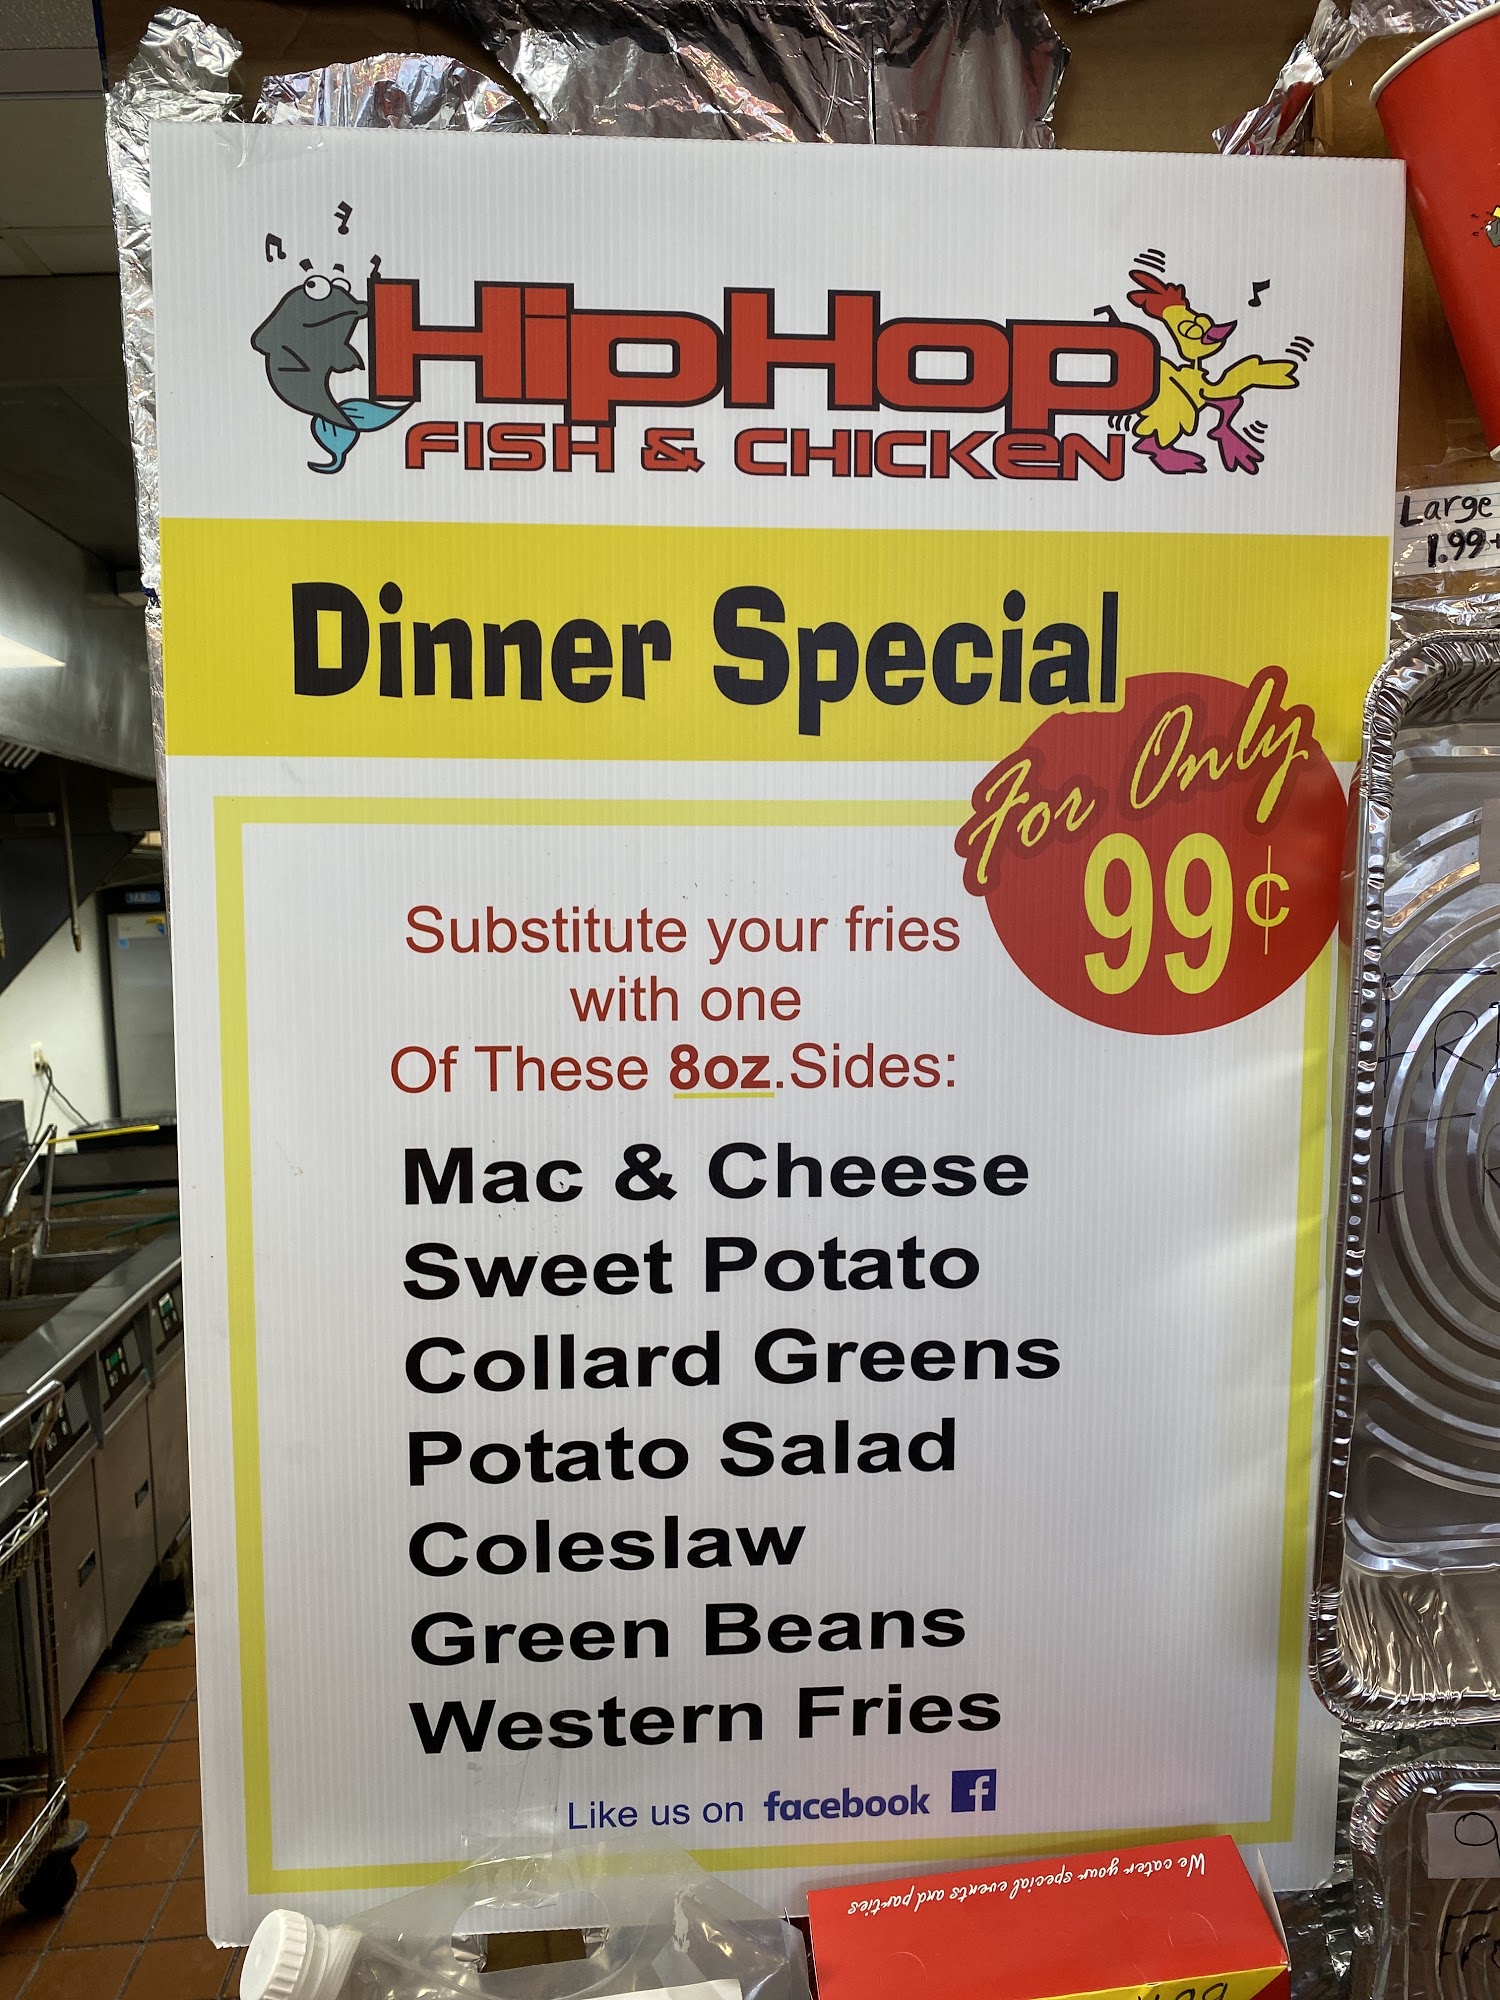 HipHop
FISH & CHICKEN
Dinner Special
For Only
99¢
Substitute your fries
with one
Of These 8oz.Sides:
Mac & Cheese
Sweet Potato
Collard Greens
Potato Salad
Coleslaw
Green Beans
Western Fries
Like us on facebook f
Large
1.99+
We cater your special events and parties